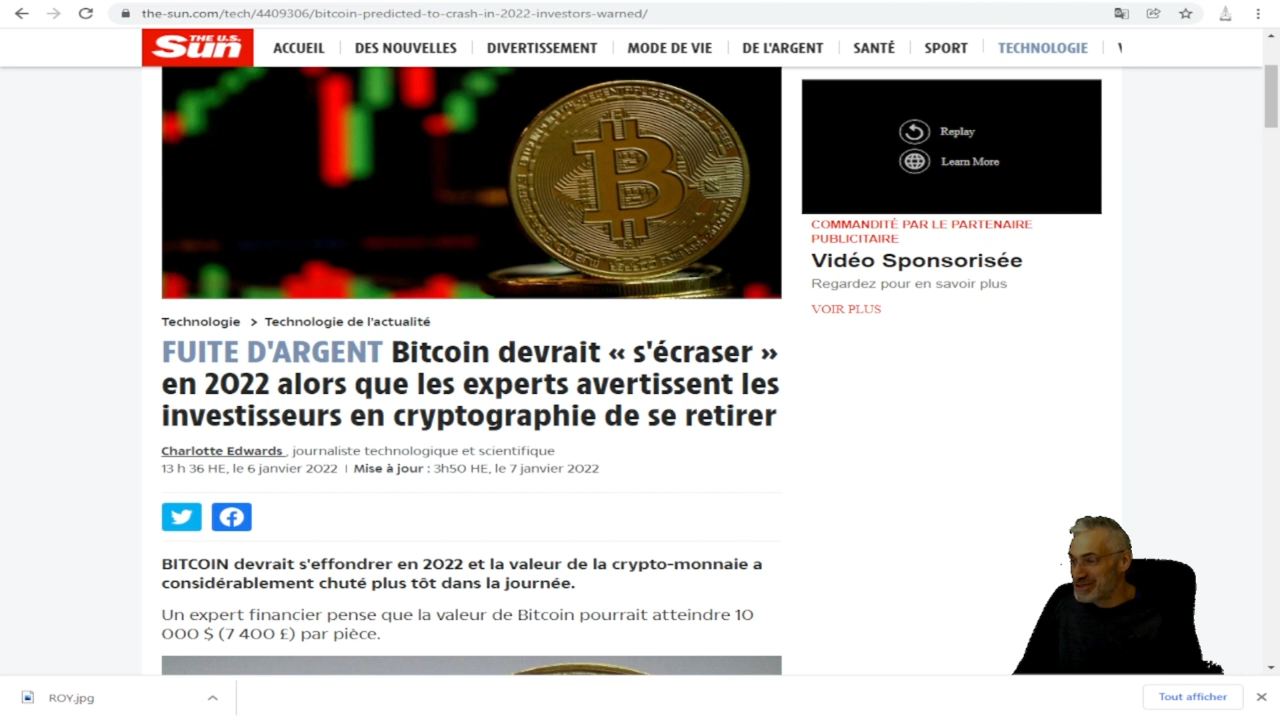 the-sun.com/tech/4409306/bitcoin-predicted-to-crash-in-2022-investors-warned/
THE U.S. Sun
ACCUEIL DES NOUVELLES DIVERTISSEMENT MODE DE VIE DE L'ARGENT SANTÉ SPORT TECHNOLOGIE
Replay
Learn More
COMMANDITÉ PAR LE PARTENAIRE
PUBLICITAIRE
Vidéo Sponsorisée
Regardez pour en savoir plus
VOIR PLUS
Technologie > Technologie de l'actualité
FUITE D'ARGENT Bitcoin devrait « s'écraser »
en 2022 alors que les experts avertissent les
investisseurs en cryptographie de se retirer
Charlotte Edwards , journaliste technologique et scientifique
13 h 36 HE, le 6 janvier 2022 | Mise à jour : 3h50 HE, le 7 janvier 2022
BITCOIN devrait s'effondrer en 2022 et la valeur de la crypto-monnaie a
considérablement chuté plus tôt dans la journée.
Un expert financier pense que la valeur de Bitcoin pourrait atteindre 10
000 $ (7 400 £) par pièce.
ROY.jpg
Tout afficher